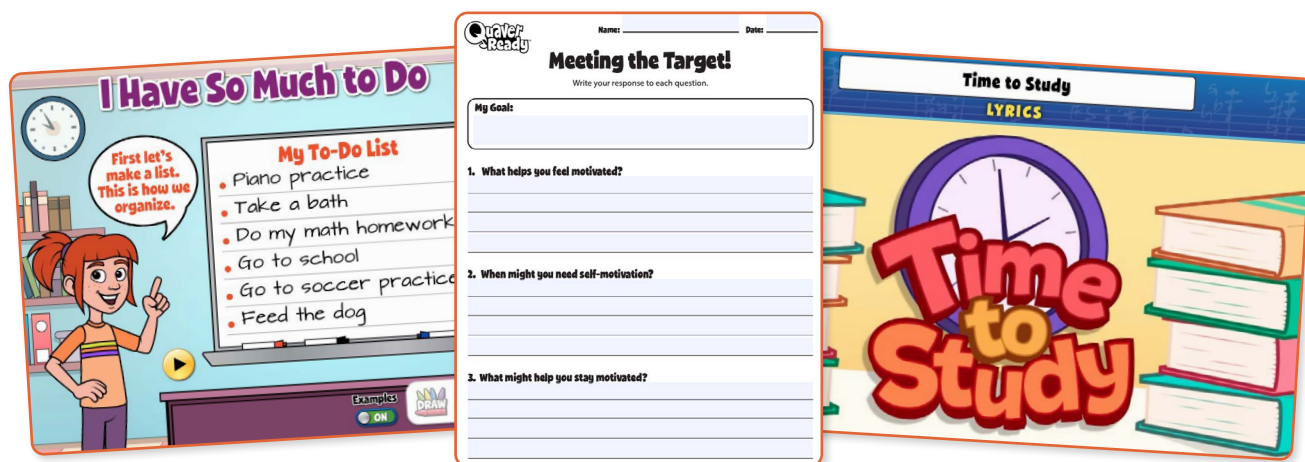 I Have So Much to Do
First let's
make a list.
This is how we
organize.
My To-Do List
Piano practice
Take a bath
Do my math homework
Go to school
Go to soccer practice
Feed the dog
Examples
ON
DRAW
Quaver
Ready
Name: Date:
Meeting the Target!
Write your response to each question.
My Goal:
1. What helps you feel motivated?
2. When might you need self-motivation?
3. What might help you stay motivated?
Time to Study
LYRICS
Time
to
Study